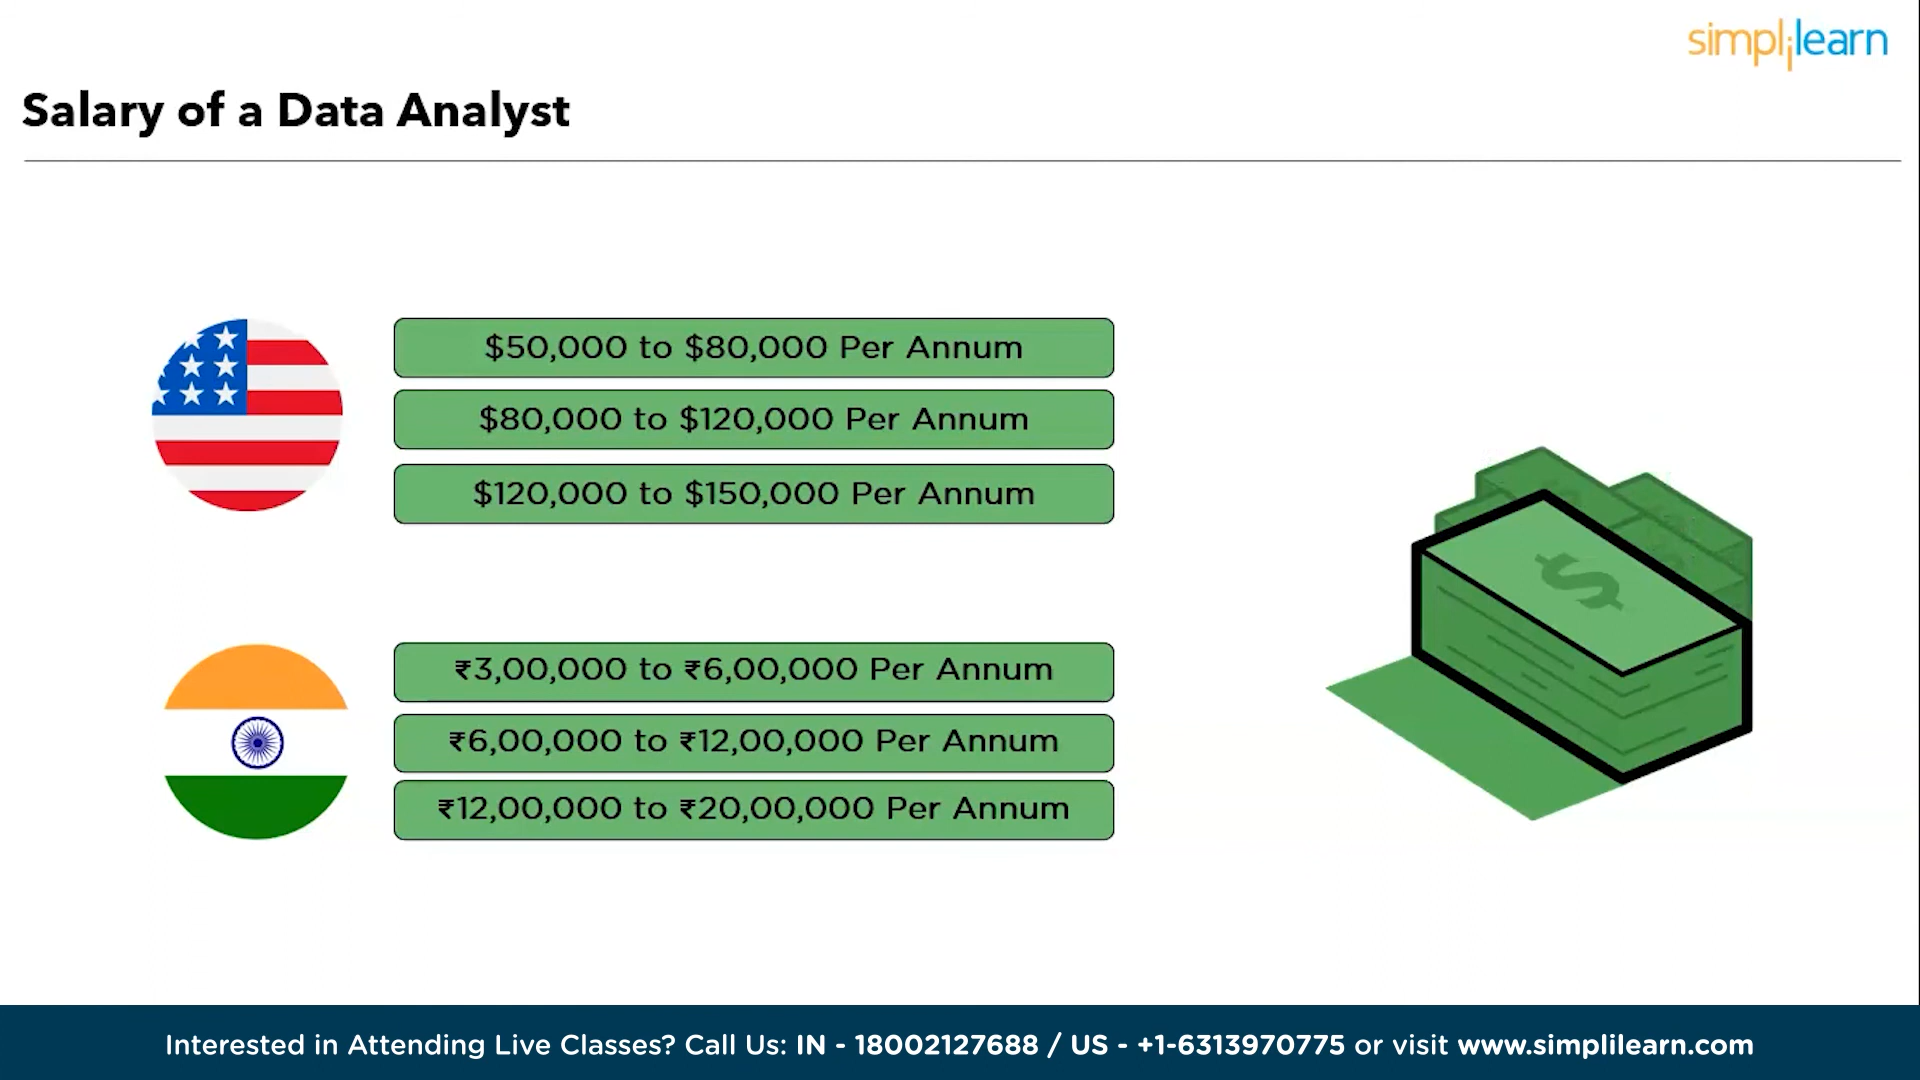 simplilearn
Salary of a Data Analyst
$50,000 to $80,000 Per Annum
$80,000 to $120,000 Per Annum
$120,000 to $150,000 Per Annum
₹3,00,000 to ₹6,00,000 Per Annum
₹6,00,000 to ₹12,00,000 Per Annum
₹12,00,000 to ₹20,00,000 Per Annum
$
Interested in Attending Live Classes? Call Us: IN - 18002127688 / US - +1-6313970775 or visit www.simplilearn.com